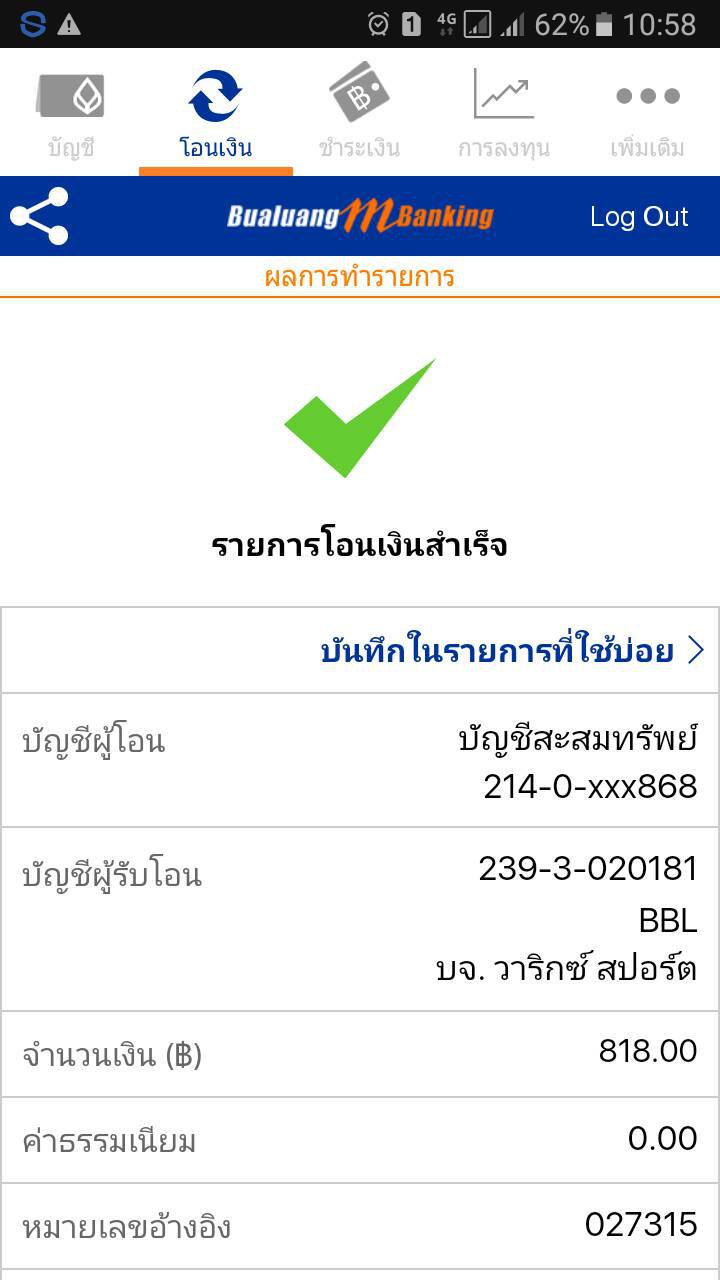 1 4G 62% 10:58
บัญชี โอนเงิน ชำระเงิน การลงทุน เพิ่มเติม
Bualuang mBanking Log Out
ผลการทำรายการ
รายการโอนเงินสำเร็จ
บันทึกในรายการที่ใช้บ่อย
บัญชีผู้โอน บัญชีสะสมทรัพย์
214-0-xxx868
บัญชีผู้รับโอน 239-3-020181
BBL
บจ. วาริกซ์ สปอร์ต
จำนวนเงิน (฿) 818.00
ค่าธรรมเนียม 0.00
หมายเลขอ้างอิง 027315